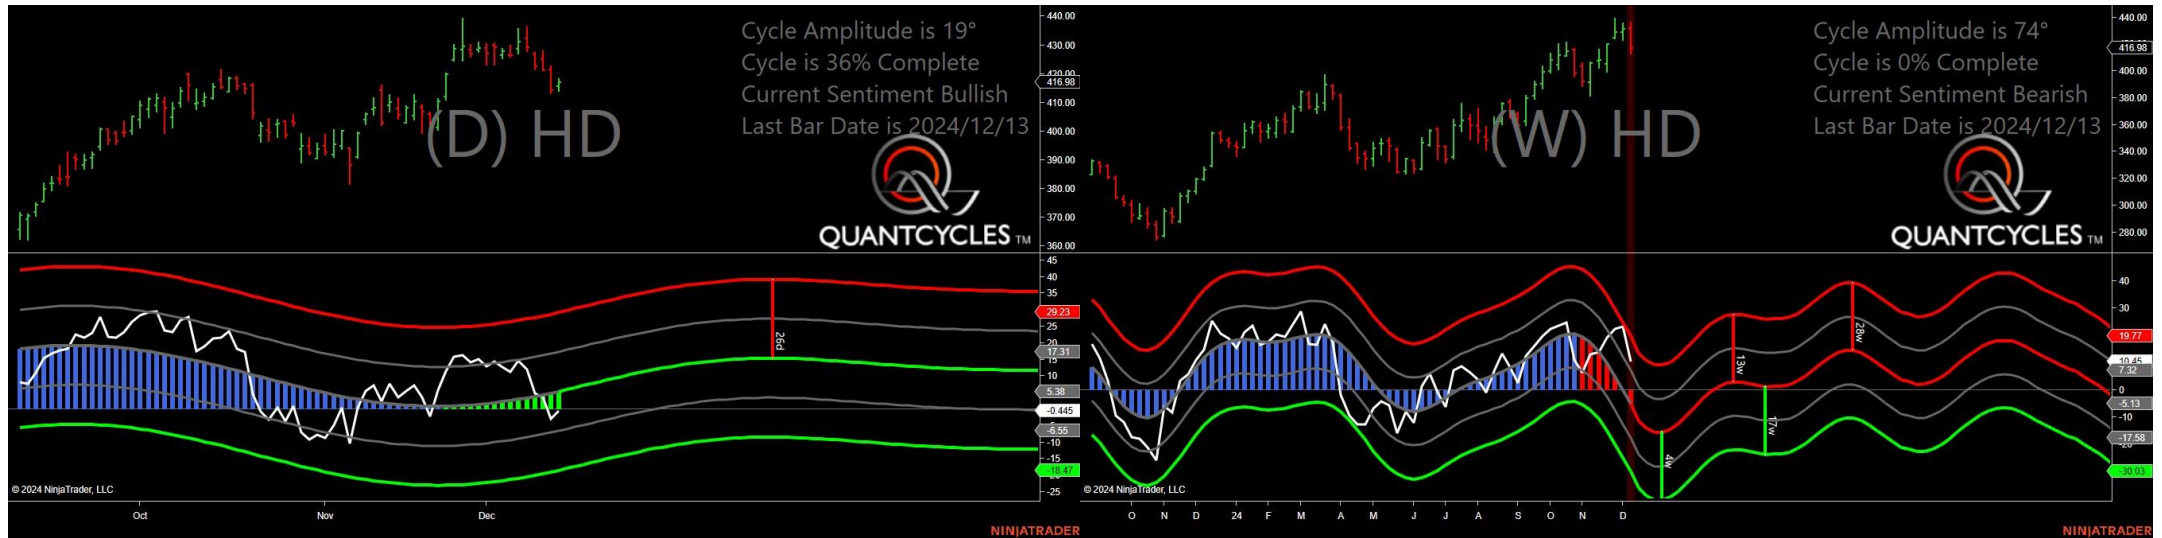 Cycle Amplitude is 19°
Cycle is 36% Complete
Current Sentiment Bullish
Last Bar Date is 2024/12/13
(D) HD
QUANTCYCLES TM
440.00
430.00
420.00
416.98
410.00
400.00
390.00
380.00
370.00
360.00
45
40
35
29.23
25
20
17.31
15
10
5.38
-0.445
-6.55
-10
-15
-18.47
-25
26d
© 2024 NinjaTrader, LLC
Oct
Nov
Dec
NINJATRADER
Cycle Amplitude is 74°
Cycle is 0% Complete
Current Sentiment Bearish
Last Bar Date is 2024/12/13
(W) HD
QUANTCYCLES TM
440.00
416.98
400.00
380.00
360.00
340.00
320.00
300.00
280.00
40
30
19.77
10.45
7.32
0
-5.13
-10
-17.58
-30.03
4w
13w
17w
28w
© 2024 NinjaTrader, LLC
O
N
D
24
F
M
A
M
J
J
A
S
O
N
D
NINJATRADER